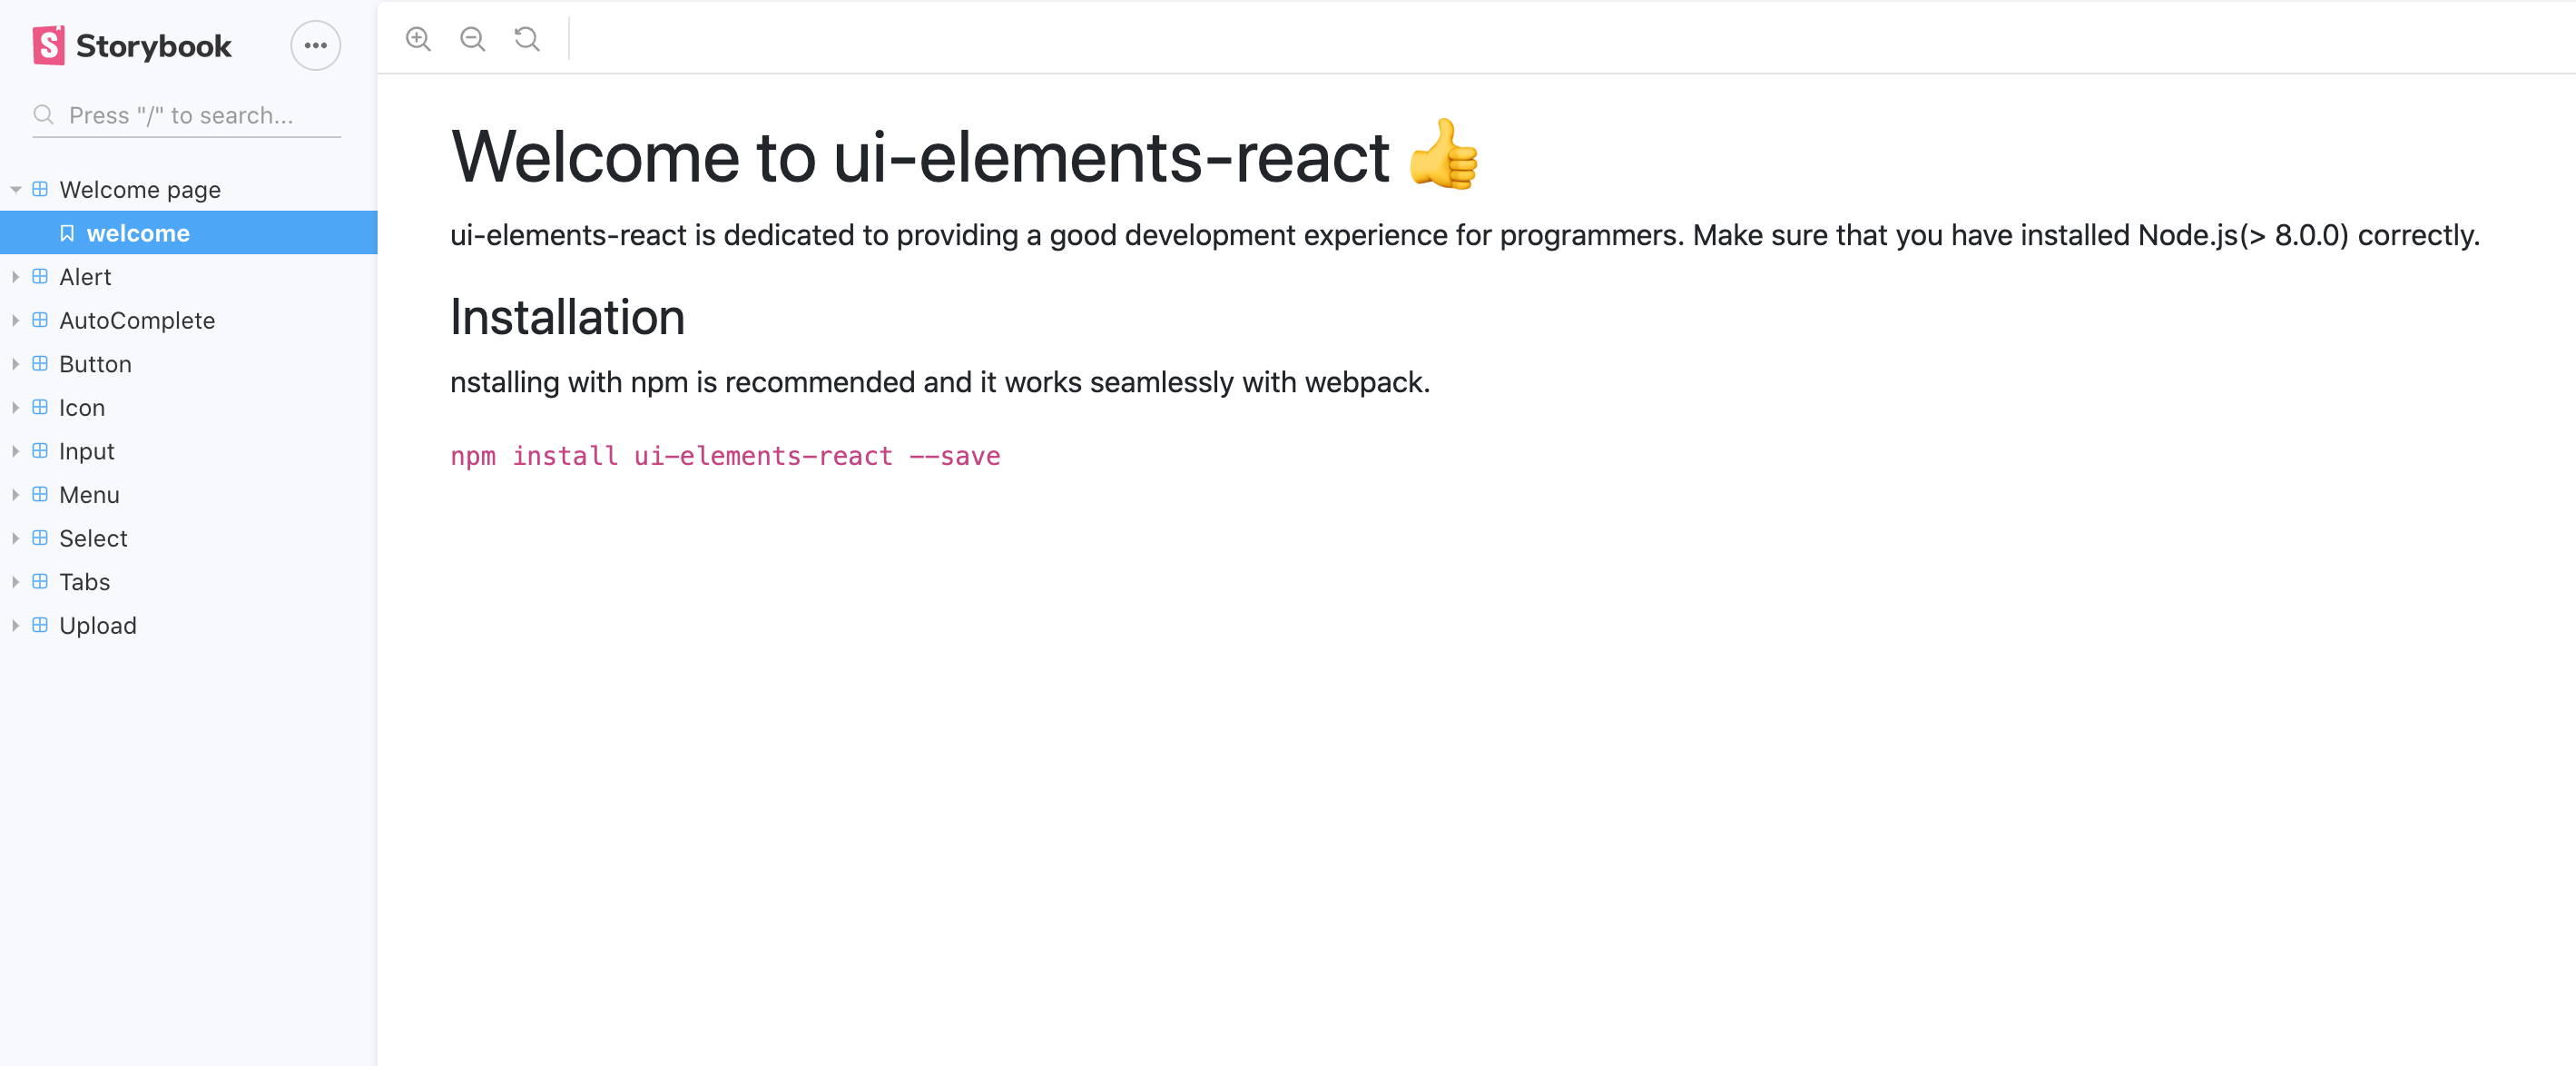 Storybook
Press "/" to search...
Welcome page
welcome
Alert
AutoComplete
Button
Icon
Input
Menu
Select
Tabs
Upload
Welcome to ui-elements-react 👍
ui-elements-react is dedicated to providing a good development experience for programmers. Make sure that you have installed Node.js(> 8.0.0) correctly.
Installation
nstalling with npm is recommended and it works seamlessly with webpack.
npm install ui-elements-react --save